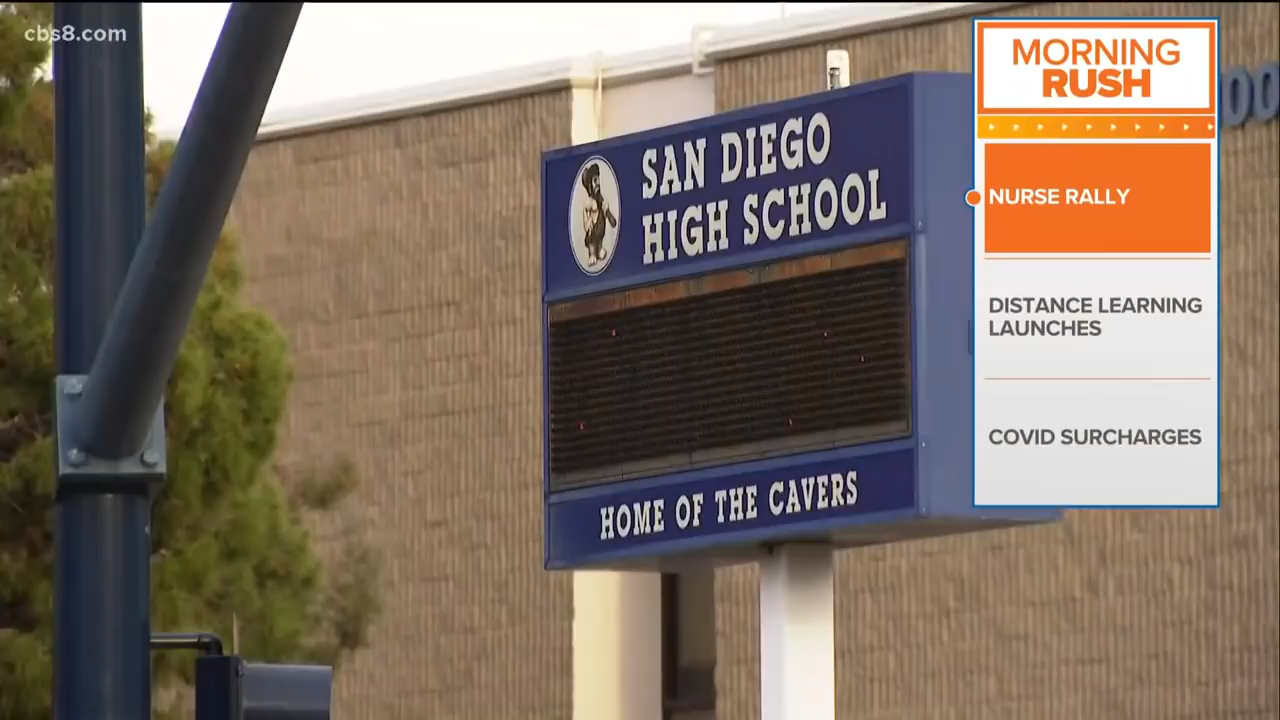 cbs8.com
SAN DIEGO
HIGH SCHOOL
HOME OF THE CAVERS
MORNING
RUSH
NURSE RALLY
DISTANCE LEARNING
LAUNCHES
COVID SURCHARGES